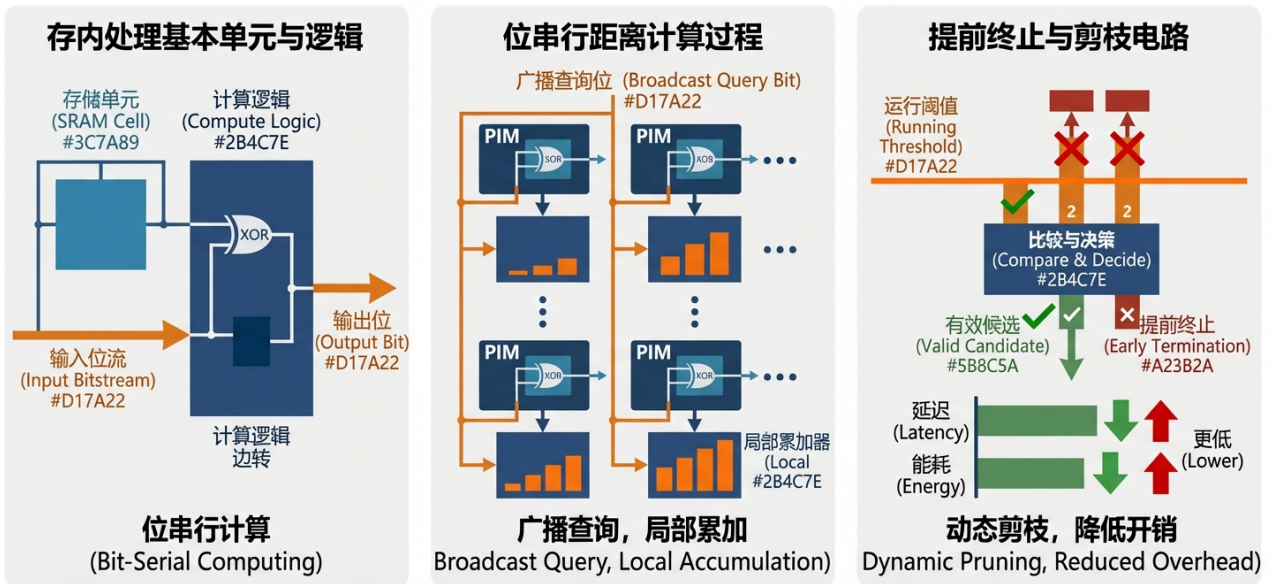 存内处理基本单元与逻辑
存储单元
(SRAM Cell)
#3C7A89
计算逻辑
(Compute Logic)
#2B4C7E
XOR
输入位流
(Input Bitstream)
#D17A22
输出位
(Output Bit)
#D17A22
计算逻辑
边转
位串行计算
(Bit-Serial Computing)
位串行距离计算过程
广播查询位 (Broadcast Query Bit)
#D17A22
PIM
SOR
PIM
AOB
PIM
XOR
PIM
XOR
局部累加器
(Local
#2B4C7E
广播查询，局部累加
Broadcast Query, Local Accumulation)
提前终止与剪枝电路
运行阈值
(Running
Threshold)
#D17A22
2
2
比较与决策
(Compare & Decide)
#2B4C7E
有效候选
(Valid Candidate)
#5B8C5A
提前终止
(Early Termination)
#A23B2A
延迟
(Latency)
能耗
(Energy)
更低
(Lower)
动态剪枝，降低开销
Dynamic Pruning, Reduced Overhead)